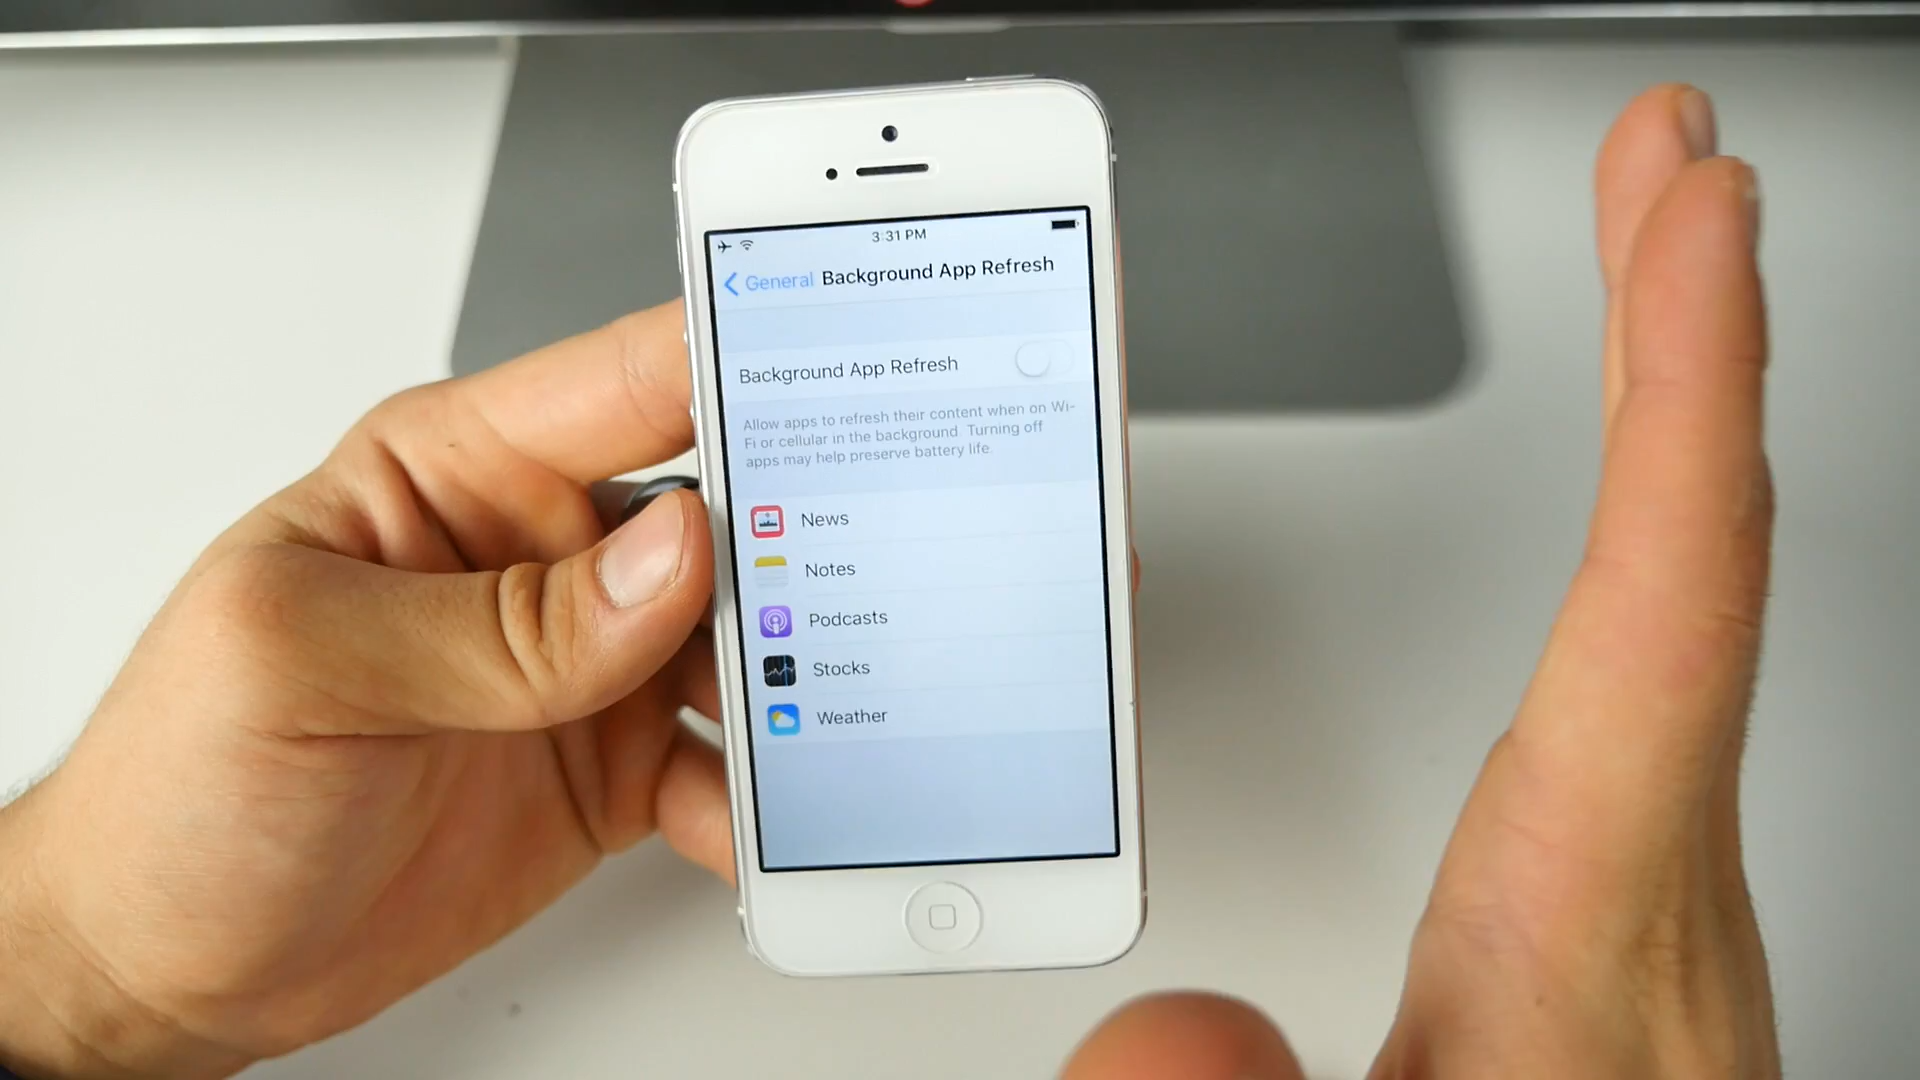 3:31 PM
General Background App Refresh
Background App Refresh
Allow apps to refresh their content when on Wi-
Fi or cellular in the background. Turning off
apps may help preserve battery life.
News
Notes
Podcasts
Stocks
Weather